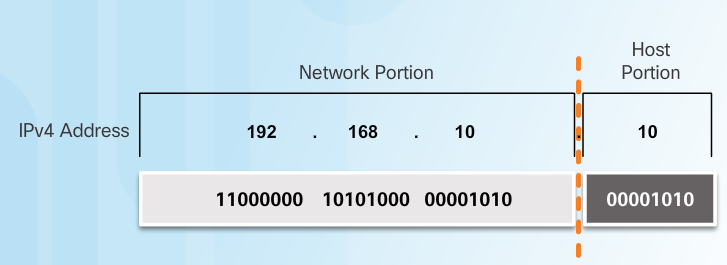 Host
Network Portion Portion
IPv4 Address 192 . 168 . 10 . 10
11000000 10101000 00001010 00001010